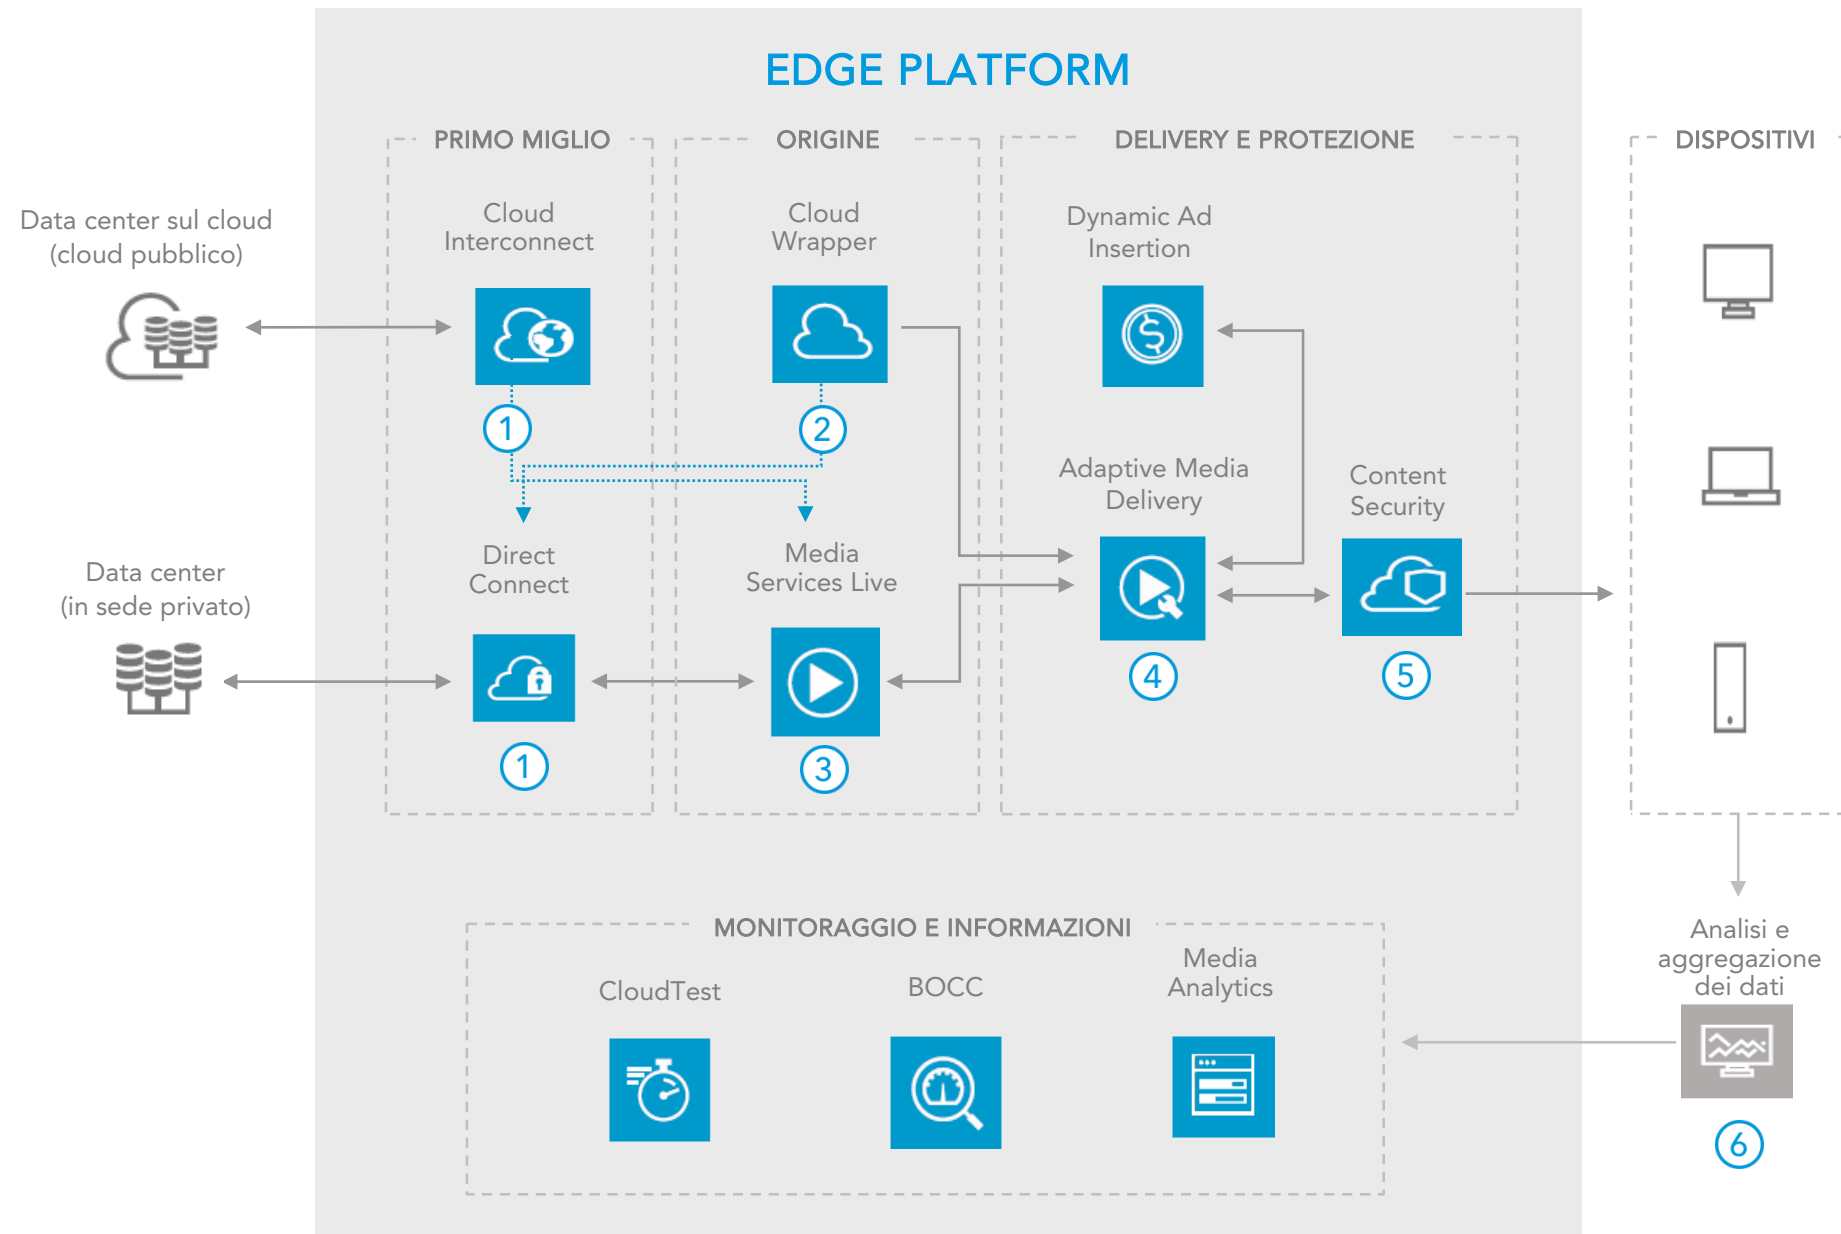 EDGE PLATFORM
PRIMO MIGLIO
ORIGINE
DELIVERY E PROTEZIONE
DISPOSITIVI
Data center sul cloud
(cloud pubblico)
Cloud
Interconnect
Cloud
Wrapper
Dynamic Ad
Insertion
1
2
Adaptive Media
Delivery
Content
Security
Data center
(in sede privato)
Direct
Connect
Media
Services Live
4
5
1
3
MONITORAGGIO E INFORMAZIONI
CloudTest
BOCC
Media
Analytics
Analisi e
aggregazione
dei dati
6